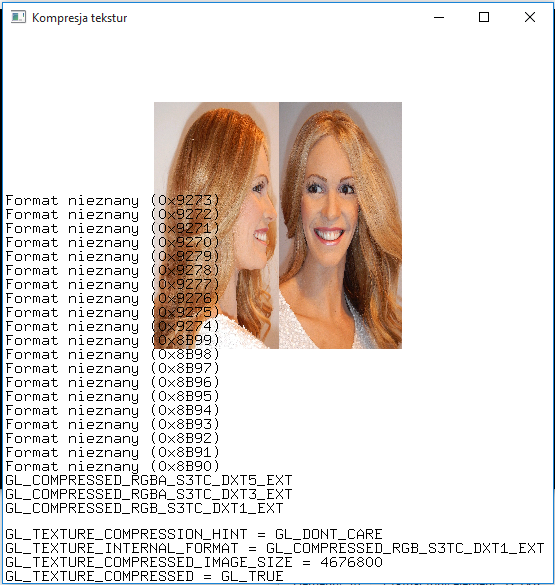 Kompresja tekstur
Format nieznany (0x9273)
Format nieznany (0x9272)
Format nieznany (0x9271)
Format nieznany (0x9270)
Format nieznany (0x9279)
Format nieznany (0x9278)
Format nieznany (0x9277)
Format nieznany (0x9276)
Format nieznany (0x9275)
Format nieznany (0x9274)
Format nieznany (0x8B99)
Format nieznany (0x8B98)
Format nieznany (0x8B97)
Format nieznany (0x8B96)
Format nieznany (0x8B95)
Format nieznany (0x8B94)
Format nieznany (0x8B93)
Format nieznany (0x8B92)
Format nieznany (0x8B91)
Format nieznany (0x8B90)
GL_COMPRESSED_RGBA_S3TC_DXT5_EXT
GL_COMPRESSED_RGBA_S3TC_DXT3_EXT
GL_COMPRESSED_RGB_S3TC_DXT1_EXT
GL_TEXTURE_COMPRESSION_HINT = GL_DONT_CARE
GL_TEXTURE_INTERNAL_FORMAT = GL_COMPRESSED_RGB_S3TC_DXT1_EXT
GL_TEXTURE_COMPRESSED_IMAGE_SIZE = 4676800
GL_TEXTURE_COMPRESSED = GL_TRUE